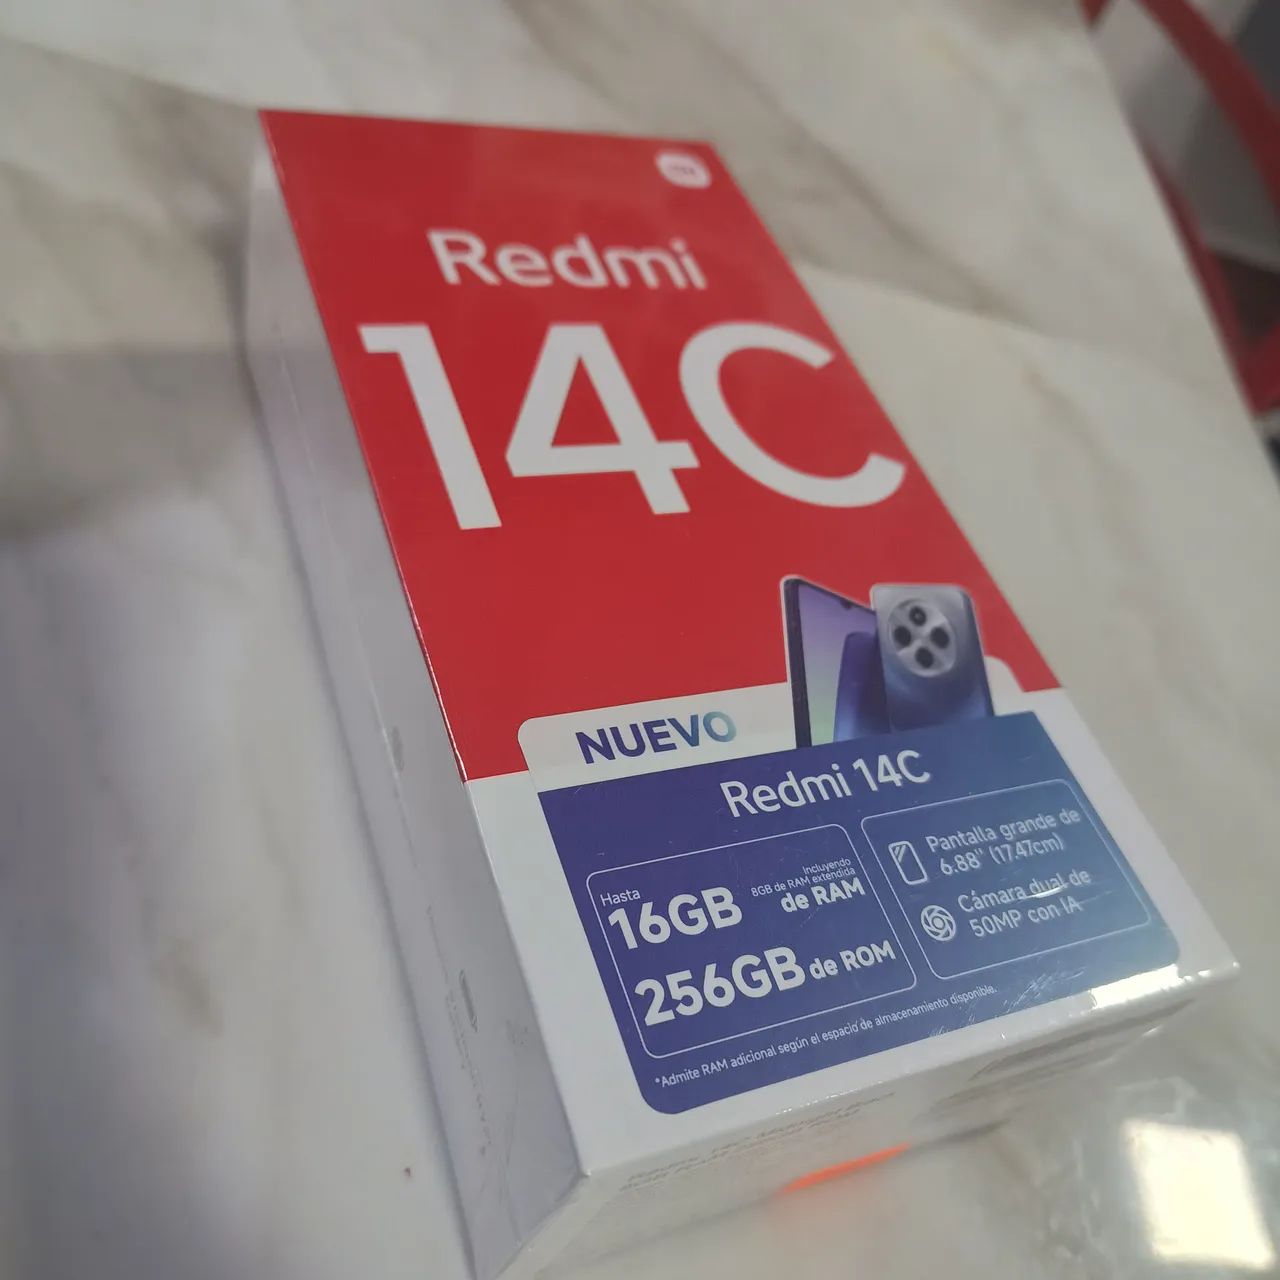 Redmi
14C
NUEVO
Redmi 14C
Hasta
16GB
Incluyendo
8GB de RAM extendida
de RAM
256GB de ROM
Pantalla grande de
6.88" (17.47cm)
Cámara dual de
50MP con IA
*Admite RAM adicional según el espacio de almacenamiento disponible.